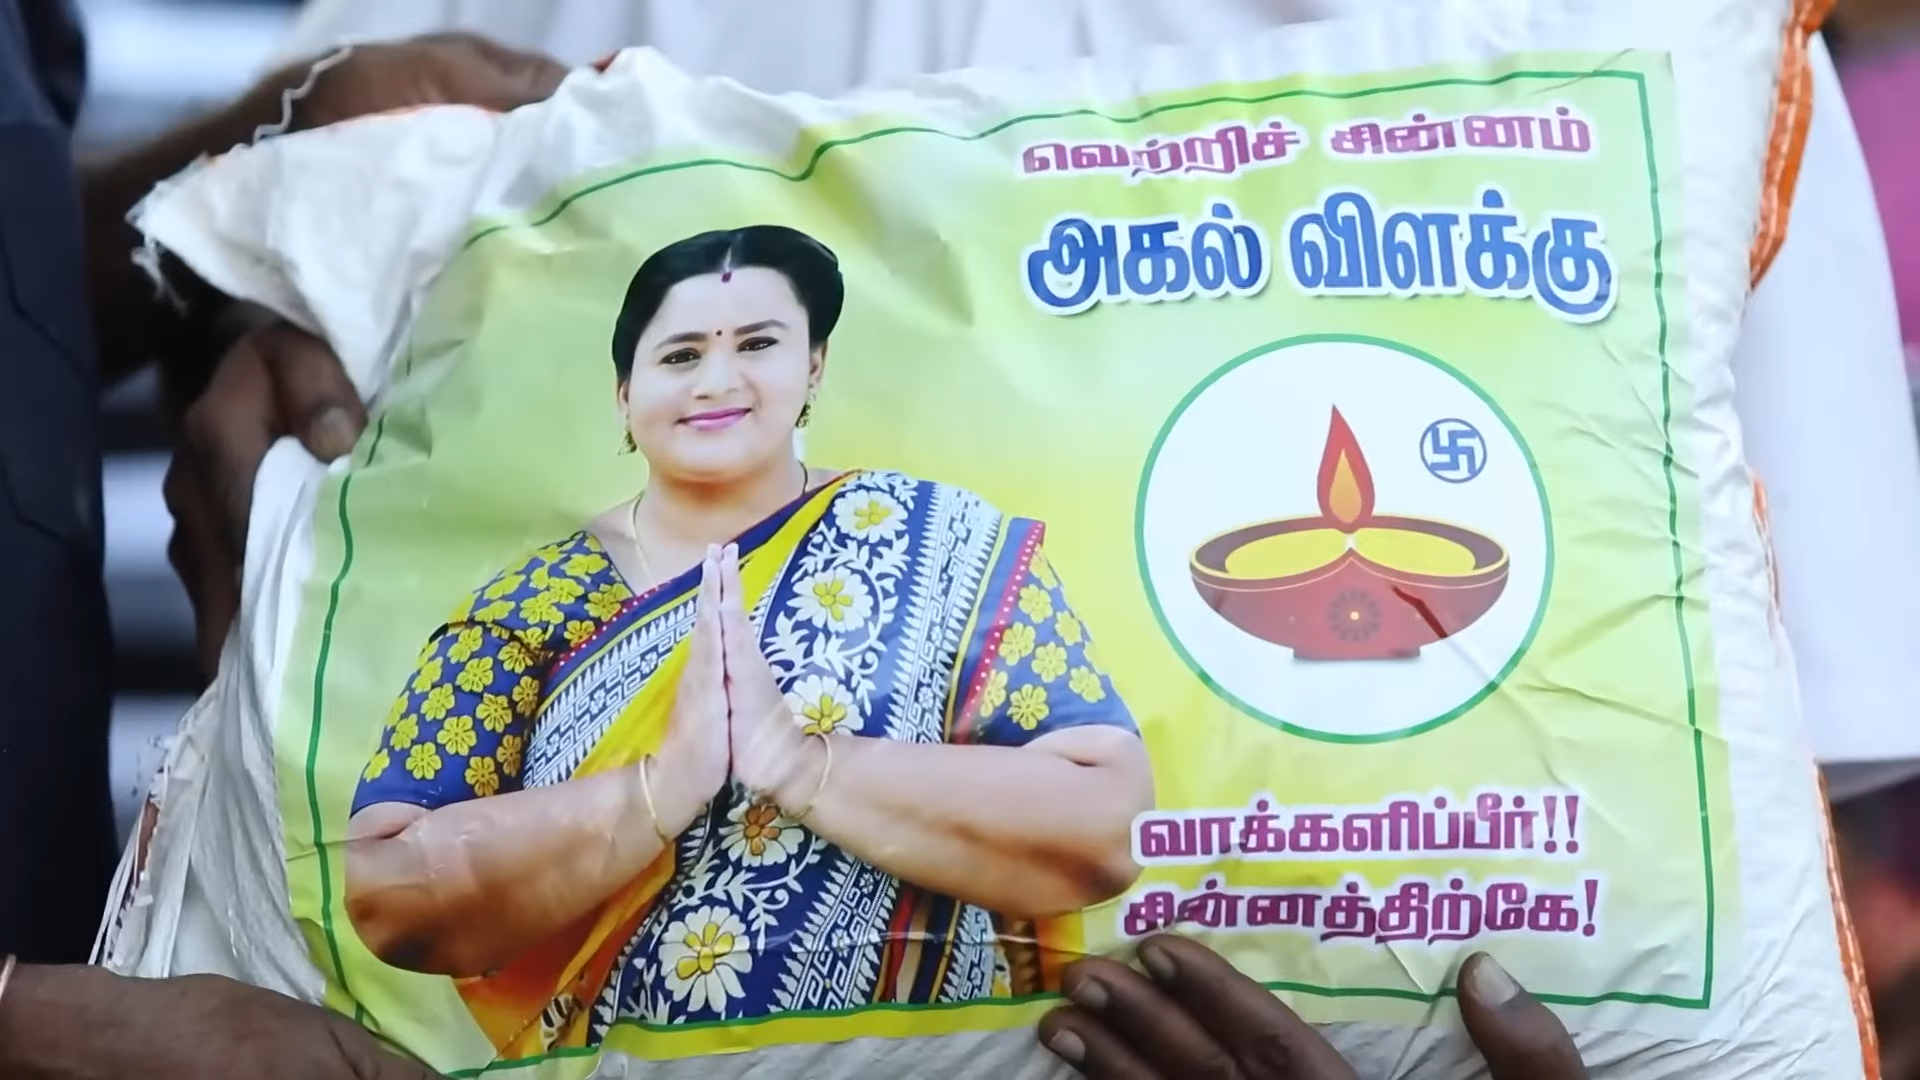 வெற்றிச் சின்னம்
அகல் விளக்கு
வாக்களிப்பீர்!!
சின்னத்திற்கே!